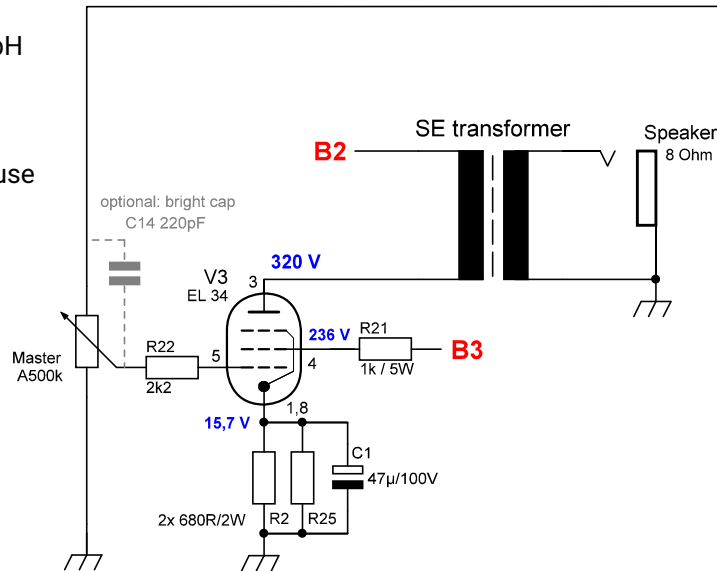 pH
use
SE transformer
Speaker
8 Ohm
B2
optional: bright cap
C14 220pF
320 V
V3
EL 34
3
236 V
R21
B3
1k / 5W
4
5
R22
2k2
Master
A500k
1,8
15,7 V
C1
47µ/100V
2x 680R/2W
R2
R25